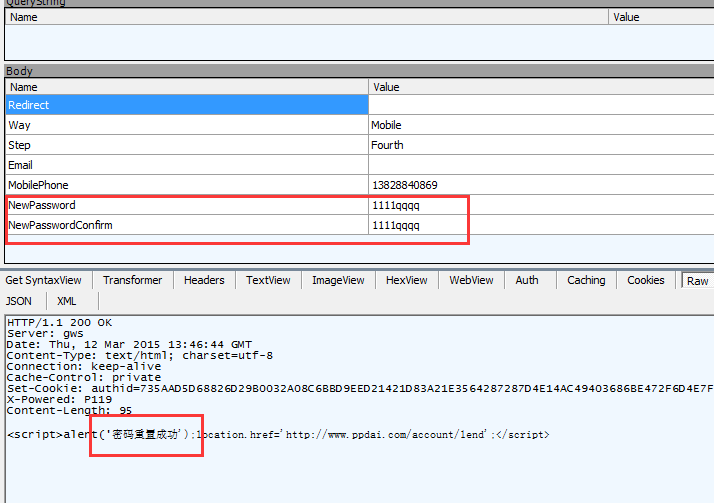 QueryString
Name Value
Body
Name Value
Redirect
Way Mobile
Step Fourth
Email
MobilePhone 13828840869
NewPassword 1111qqqq
NewPasswordConfirm 1111qqqq
Get SyntaxView Transformer Headers TextView ImageView HexView WebView Auth Caching Cookies Raw
JSON XML
HTTP/1.1 200 OK
Server: gws
Date: Thu, 12 Mar 2015 13:46:44 GMT
Content-Type: text/html; charset=utf-8
Connection: keep-alive
Cache-Control: private
Set-Cookie: authid=735AAD5D68826D29B0032A08C6BBD9EED21421D83A21E3564287287D4E14AC49403686BE472F6D4E7F
X-Powered: P119
Content-Length: 95
<script>alert('密码重置成功');location.href='http://www.ppdai.com/account/lend';</script>